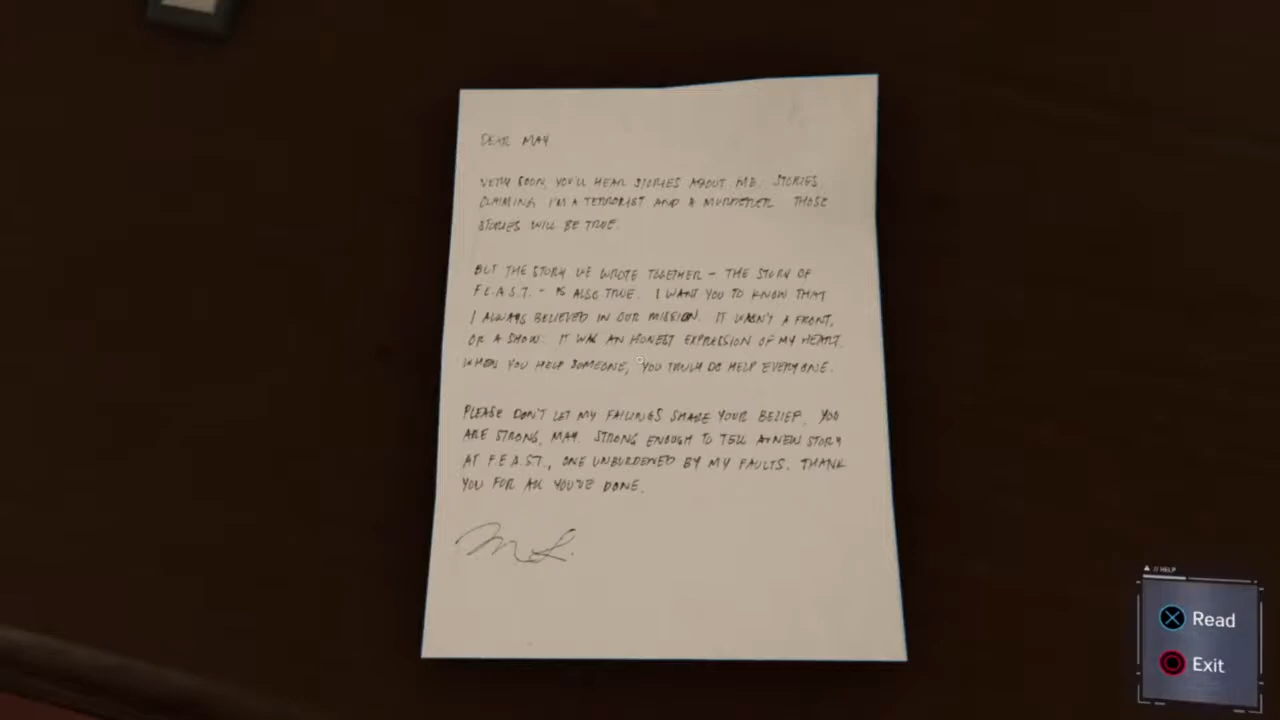 DEAR MAY
VERY SOON, YOU'LL HEAR STORIES ABOUT ME. STORIES
CLAIMING I'M A TERRORIST AND A MURDERER. THOSE
STORIES WILL BE TRUE.
BUT THE STORY WE WROTE TOGETHER - THE STORY OF
F.E.A.S.T. - IS ALSO TRUE. I WANT YOU TO KNOW THAT
I ALWAYS BELIEVED IN OUR MISSION. IT WASN'T A FRONT,
OR A SHOW. IT WAS AN HONEST EXPRESSION OF MY HEART.
WHEN YOU HELP SOMEONE, YOU TRULY DO HELP EVERYONE.
PLEASE DON'T LET MY FAILINGS SHAKE YOUR BELIEF. YOU
ARE STRONG, MAY. STRONG ENOUGH TO TELL A NEW STORY
AT F.E.A.S.T., ONE UNBURDENED BY MY FAULTS. THANK
YOU FOR ALL YOU'VE DONE.
M L.
// HELP
Read
Exit